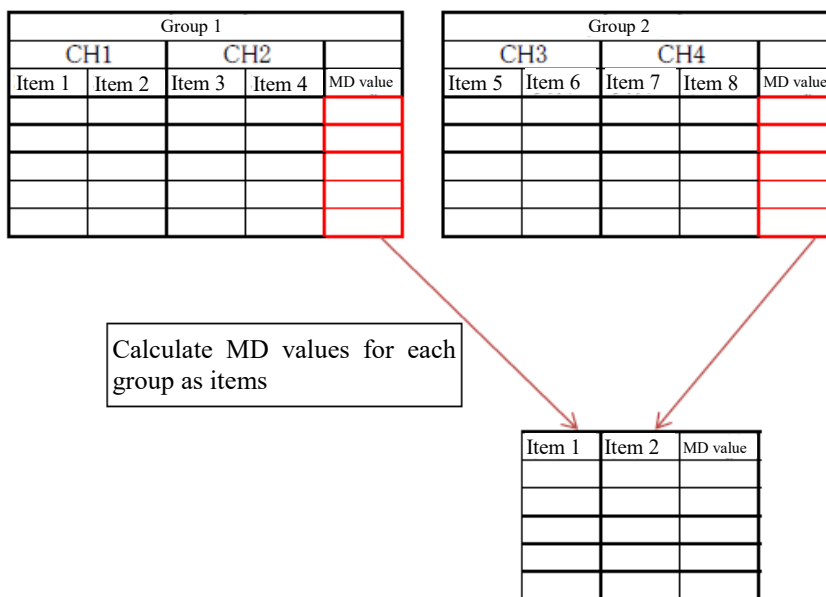 Group 1
CH1 CH2
Item 1 Item 2 Item 3 Item 4 MD value
Group 2
CH3 CH4
Item 5 Item 6 Item 7 Item 8 MD value
Calculate MD values for each
group as items
Item 1 Item 2 MD value